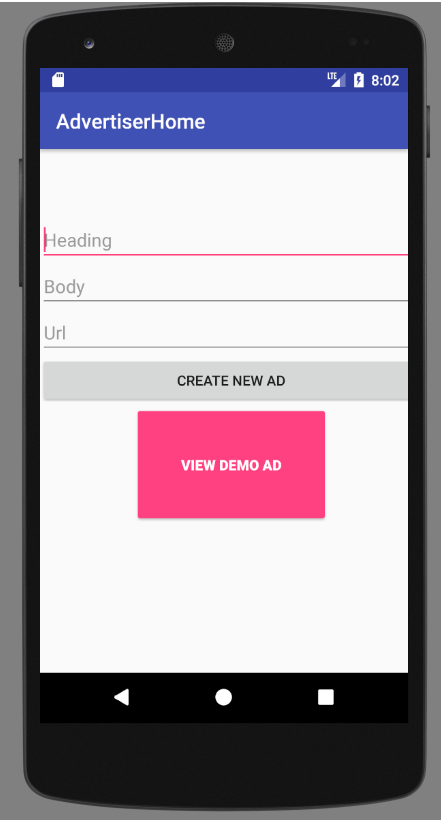 LTE 8:02
AdvertiserHome
Heading
Body
Url
CREATE NEW AD
VIEW DEMO AD